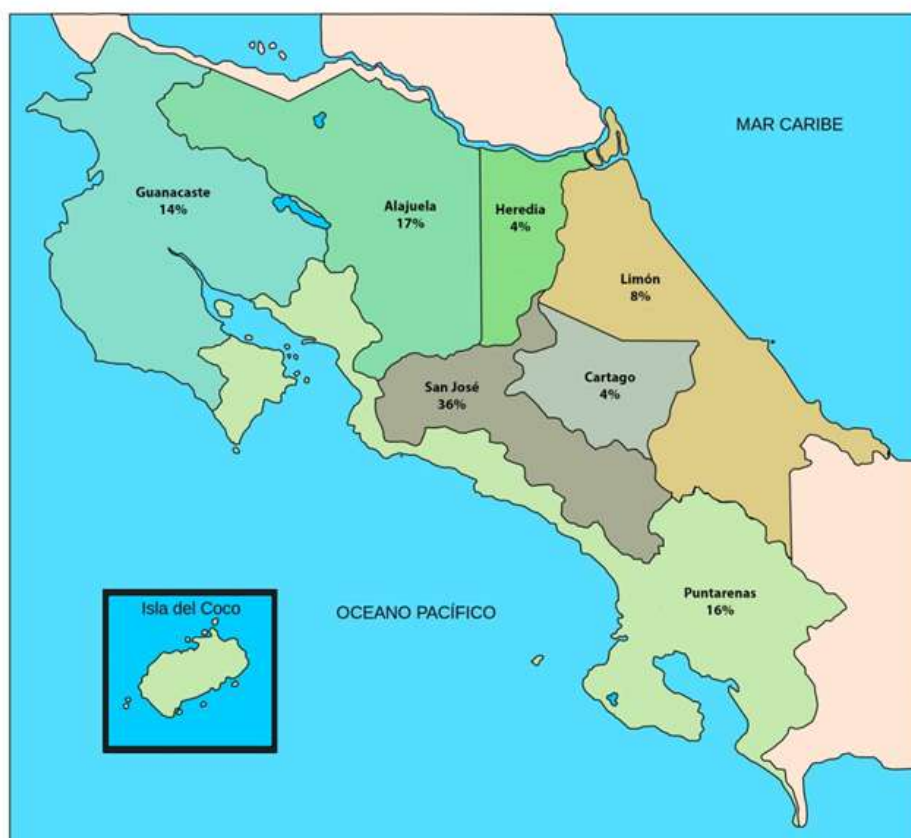 MAR CARIBE
Guanacaste
14%
Alajuela
17%
Heredia
4%
Limón
8%
San José
36%
Cartago
4%
Puntarenas
16%
Isla del Coco
OCEANO PACÍFICO